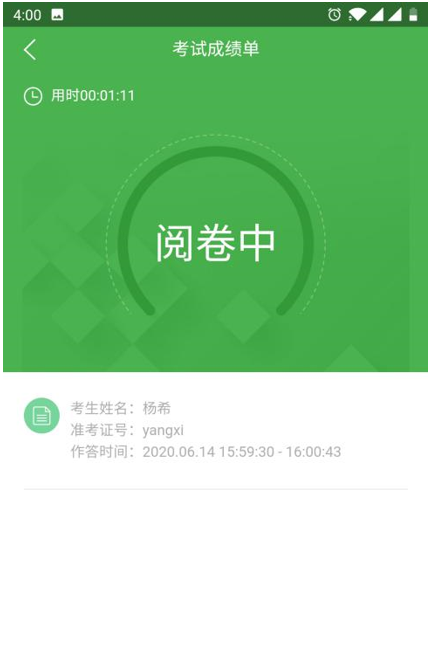 4:00
考试成绩单
用时00:01:11
阅卷中
考生姓名：杨希
准考证号：yangxi
作答时间：2020.06.14 15:59:30 - 16:00:43